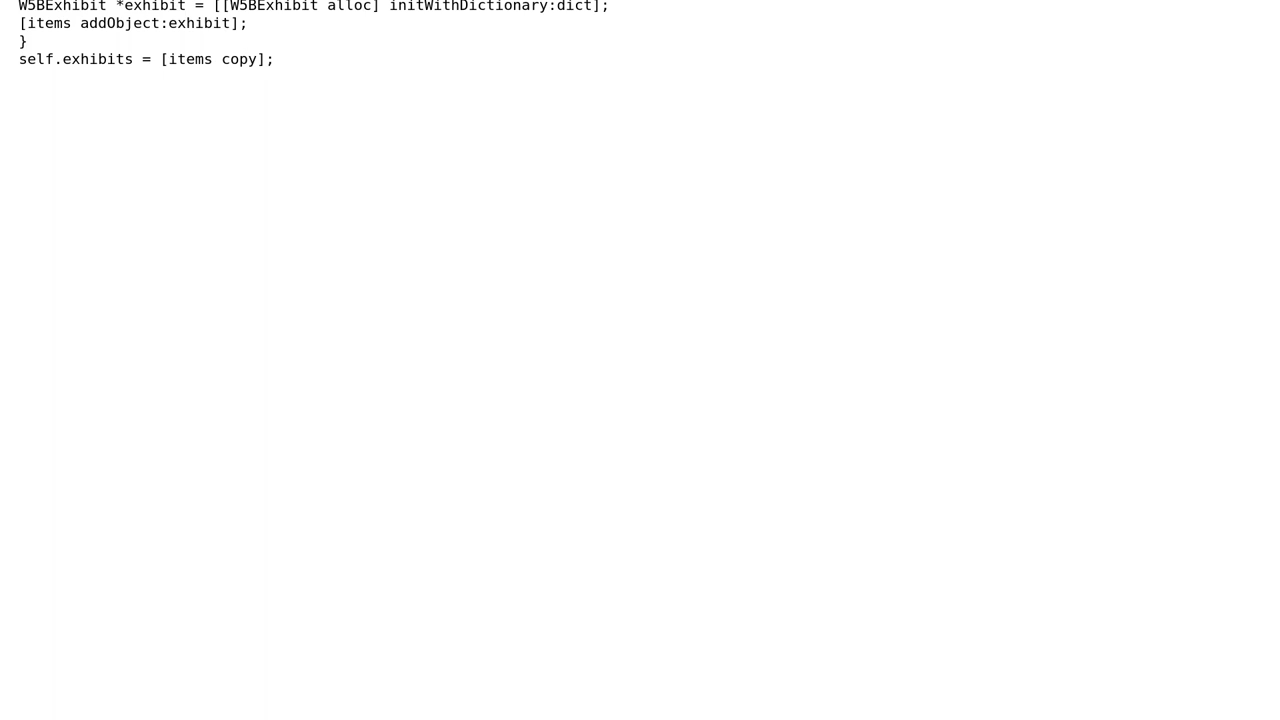 W5BExhibit *exhibit = [[W5BExhibit alloc] initWithDictionary:dict];
[items addObject:exhibit];
}
self.exhibits = [items copy];